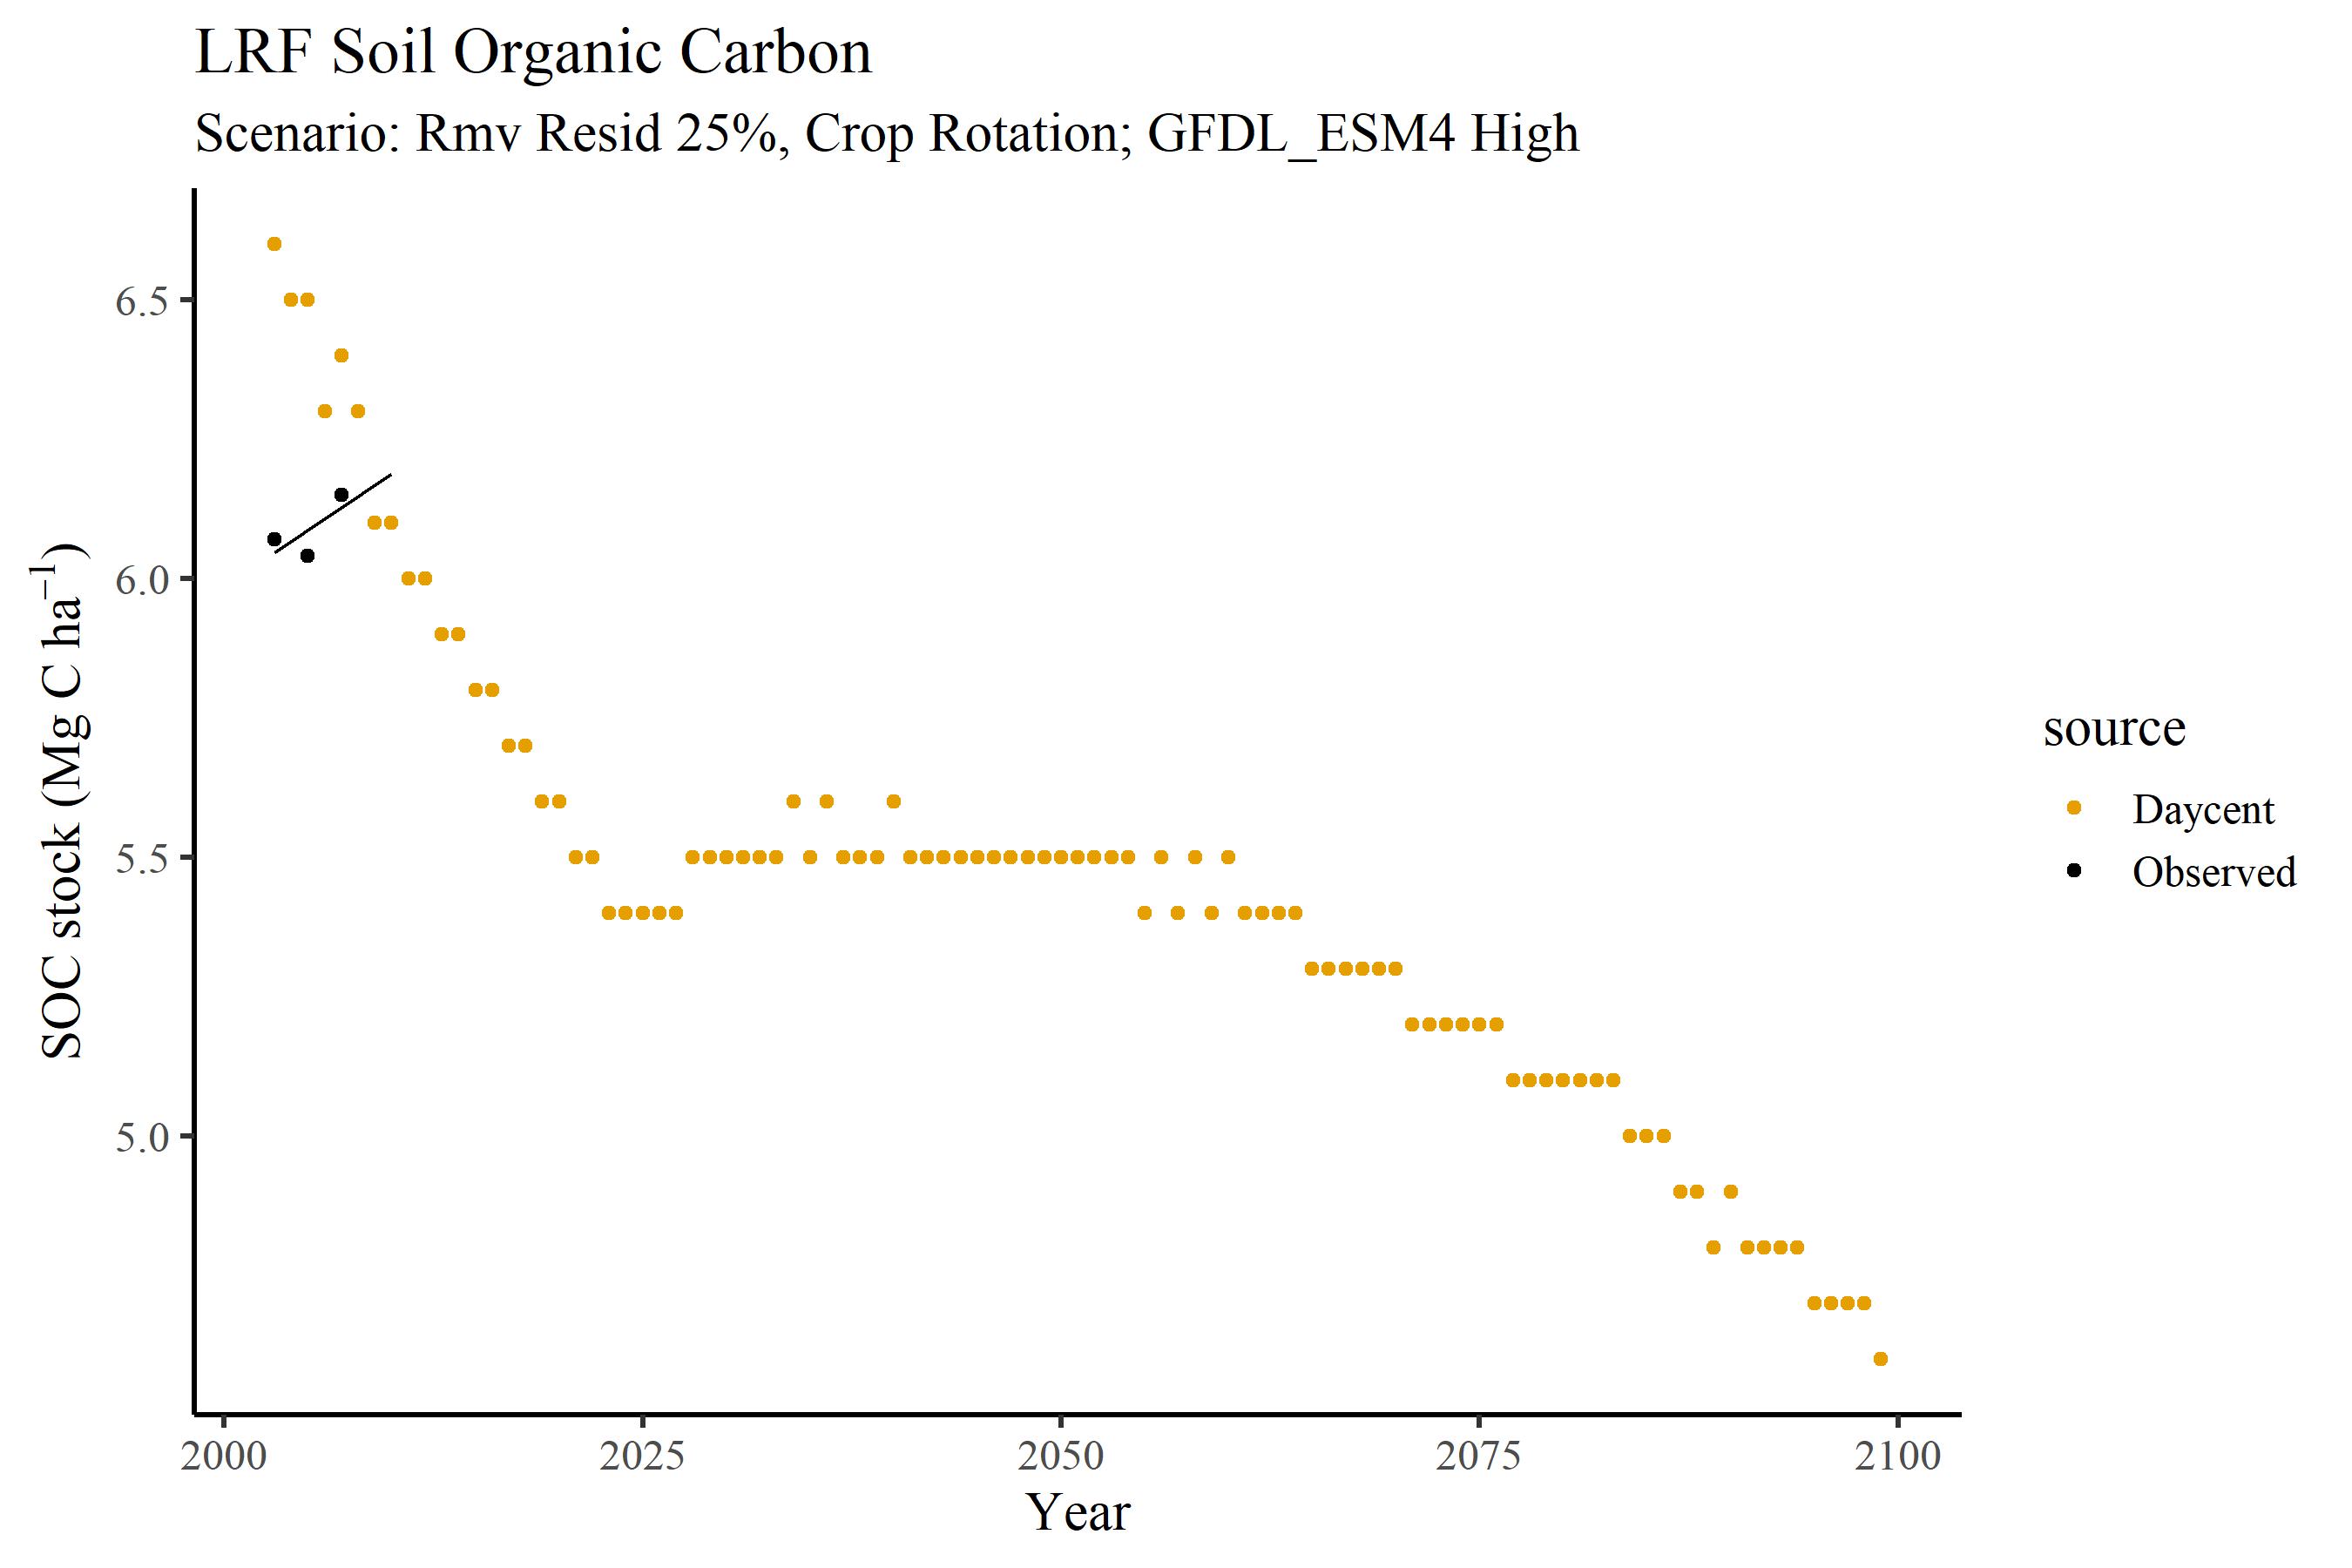 LRF Soil Organic Carbon
Scenario: Rmv Resid 25%, Crop Rotation; GFDL_ESM4 High
SOC stock (Mg C ha⁻¹)
6.5
6.0
5.5
5.0
2000 2025 2050 2075 2100
Year
source
Daycent
Observed